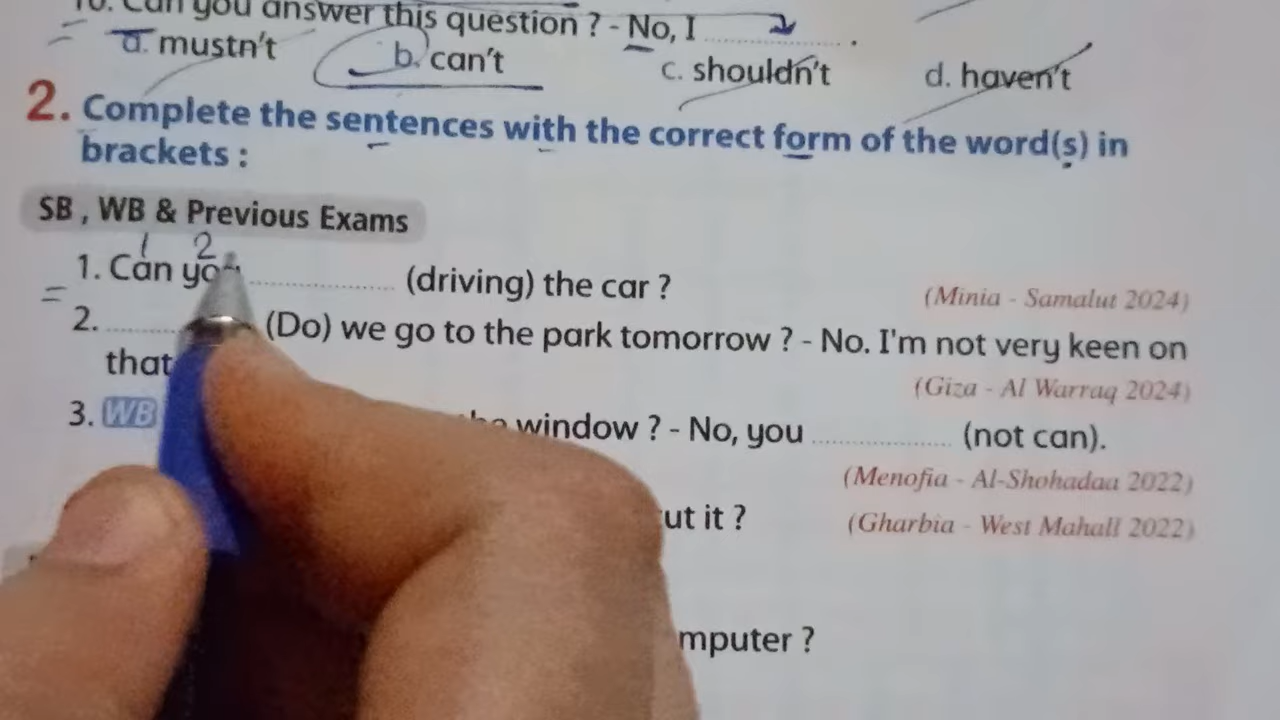 10. Can you answer this question ? - No, I .................... .
a. mustn't b. can't c. shouldn't d. haven't
2. Complete the sentences with the correct form of the word(s) in
brackets :
SB , WB & Previous Exams
1 2
1. Can you .................... (driving) the car ? (Minia - Samalut 2024)
2. .......... (Do) we go to the park tomorrow ? - No. I'm not very keen on
that (Giza - Al Warraq 2024)
3. WB window ? - No, you .................... (not can).
(Menofia - Al-Shohadaa 2022)
ut it ? (Gharbia - West Mahall 2022)
mputer ?